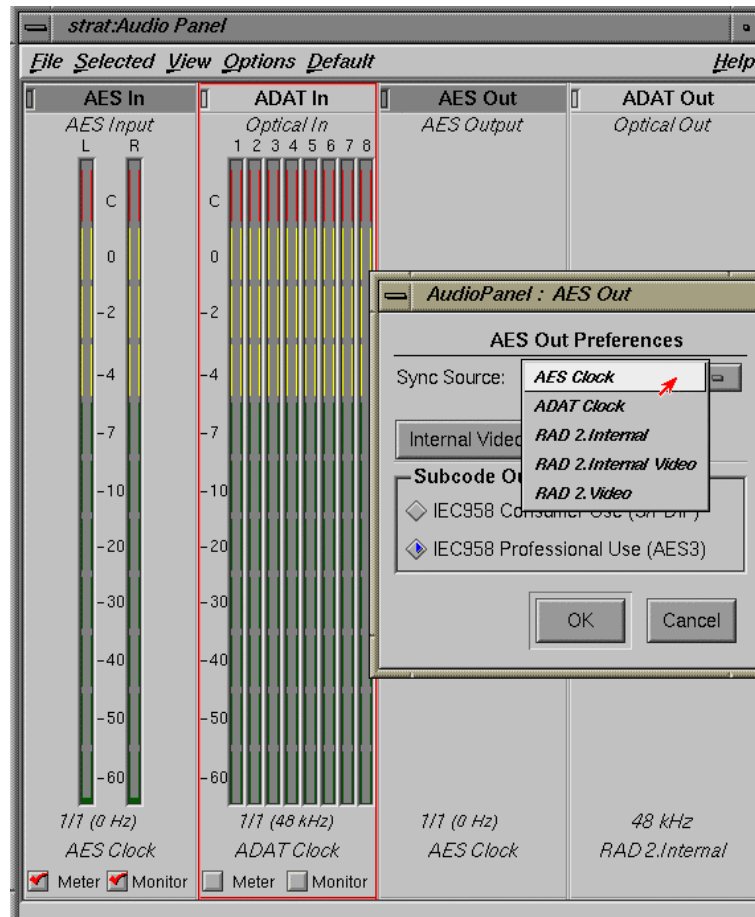 strat:Audio Panel
File Selected View Options Default Help
AES In ADAT In AES Out ADAT Out
AES Input Optical In AES Output Optical Out
L R 1 2 3 4 5 6 7 8
C C
0 0
-2 -2
-4 -4
-7 -7
-10 -10
-20 -20
-30 -30
-40 -40
-50 -50
-60 -60
1/1 (0 Hz) 1/1 (48 kHz) 1/1 (0 Hz) 48 kHz
AES Clock ADAT Clock AES Clock RAD 2.Internal
Meter Monitor Meter Monitor
AudioPanel : AES Out
AES Out Preferences
Sync Source:
AES Clock
ADAT Clock
RAD 2.Internal
RAD 2.Internal Video
RAD 2.Video
Internal Video
Subcode Ou
IEC958 Consumer Use (S/PDIF)
IEC958 Professional Use (AES3)
OK Cancel